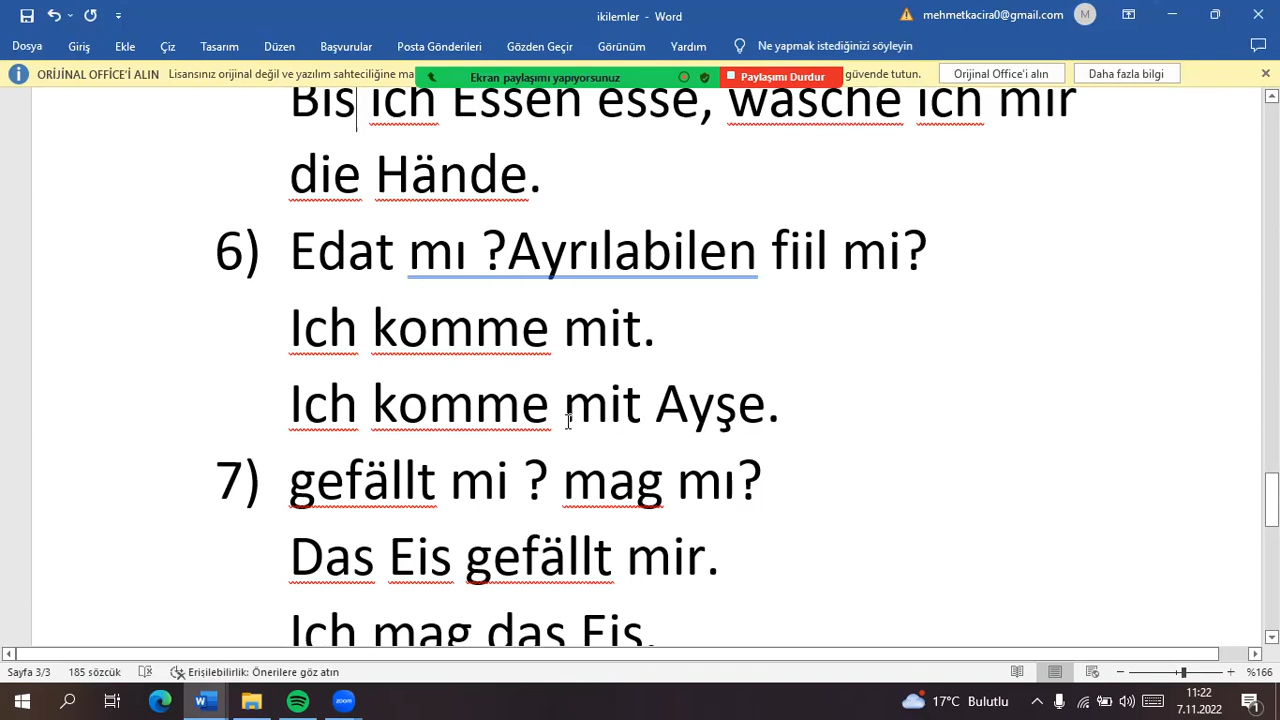 ikilemler - Word
mehmetkacira0@gmail.com
M
Dosya Giriş Ekle Çiz Tasarım Düzen Başvurular Posta Gönderileri Gözden Geçir Görünüm Yardım Ne yapmak istediğinizi söyleyin
ORİJİNAL OFFICE'İ ALIN Lisansınız orijinal değil ve yazılım sahteciliğine ma güvende tutun. Orijinal Office'i alın Daha fazla bilgi
Ekran paylaşımı yapıyorsunuz Paylaşımı Durdur
Bis ich Essen esse, wasche ich mir
die Hände.
6) Edat mı ?Ayrılabilen fiil mi?
Ich komme mit.
Ich komme mit Ayşe.
7) gefällt mi ? mag mı?
Das Eis gefällt mir.
Ich mag das Eis.
Sayfa 3/3 185 sözcük Erişilebilirlik: Önerilere göz atın %166
zoom
17°C Bulutlu
11:22
7.11.2022
1